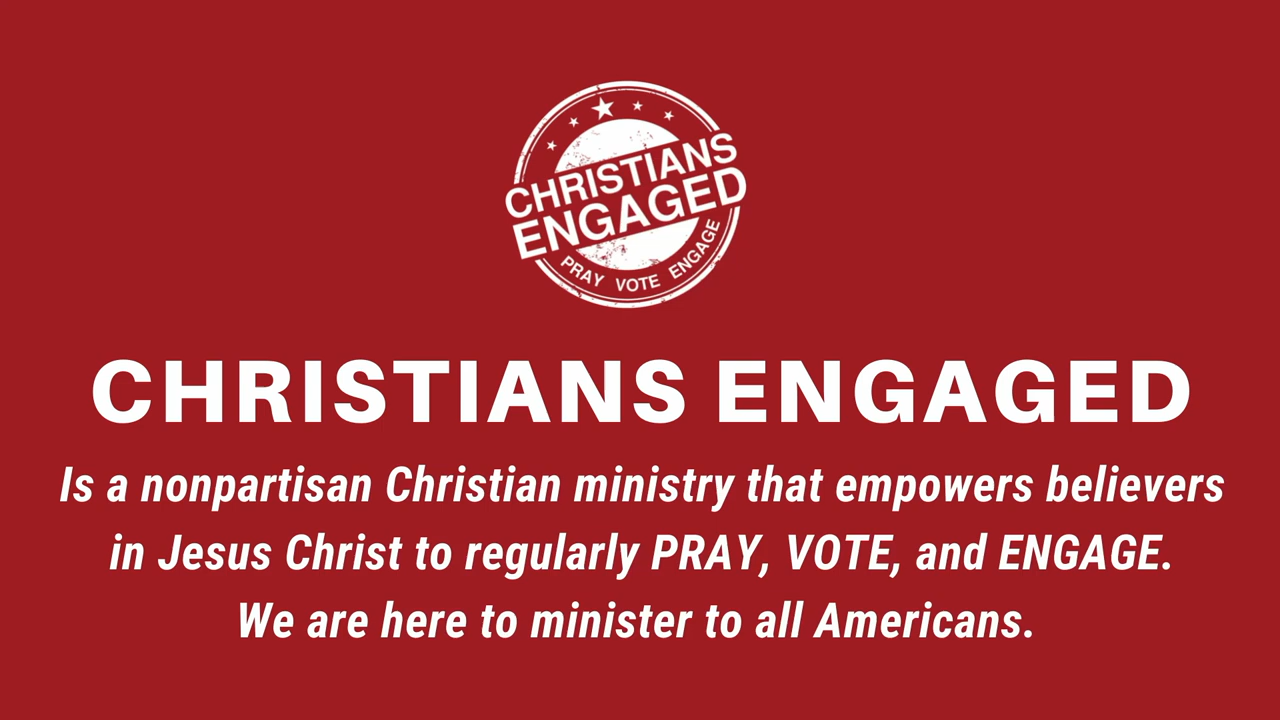 CHRISTIANS
ENGAGED
PRAY VOTE ENGAGE
CHRISTIANS ENGAGED
Is a nonpartisan Christian ministry that empowers believers
in Jesus Christ to regularly PRAY, VOTE, and ENGAGE.
We are here to minister to all Americans.